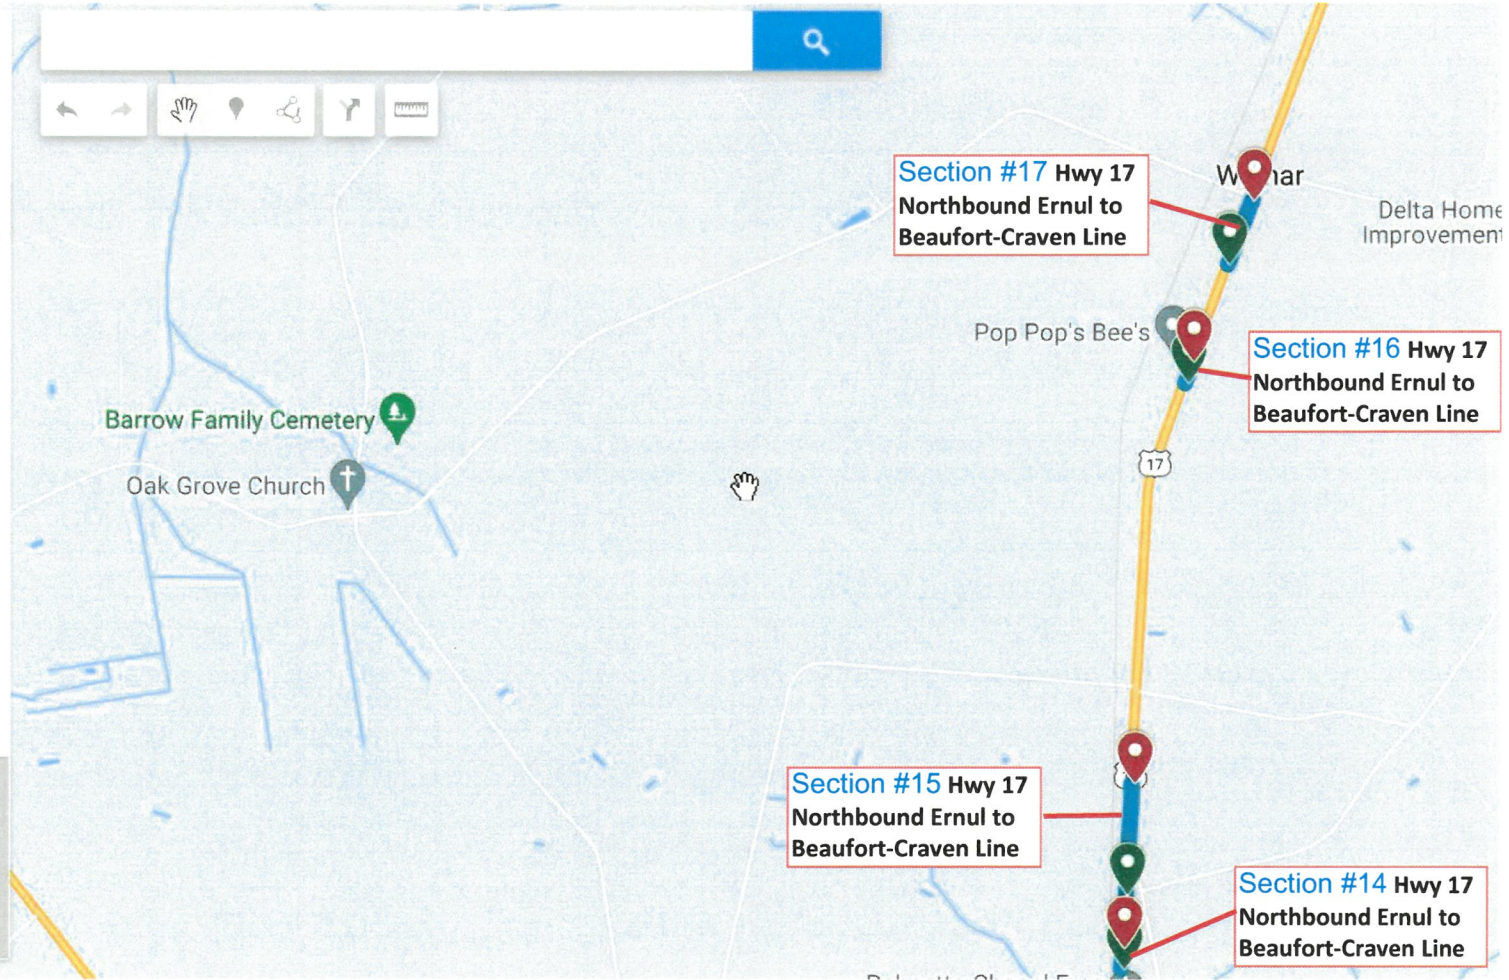 Section #17 Hwy 17
Northbound Ernul to
Beaufort-Craven Line
Delta Home
Improvement
Pop Pop's Bee's
Section #16 Hwy 17
Northbound Ernul to
Beaufort-Craven Line
Barrow Family Cemetery
17
Oak Grove Church
Section #15 Hwy 17
Northbound Ernul to
Beaufort-Craven Line
Section #14 Hwy 17
Northbound Ernul to
Beaufort-Craven Line